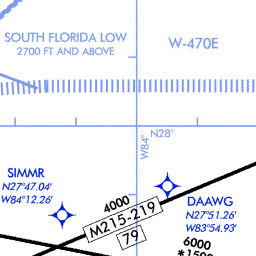 SOUTH FLORIDA LOW
2700 FT AND ABOVE
W-470E
N28°
W84°
SIMMR
N27°47.04'
W84°12.26'
4000
M215-219
79
DAAWG
N27°51.26'
W83°54.93'
6000